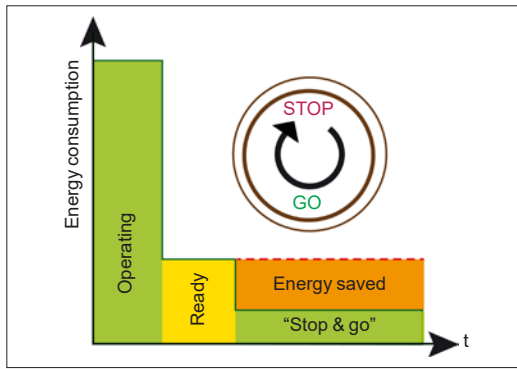 Energy consumption
STOP
GO
Operating
Ready
Energy saved
“Stop & go”
t